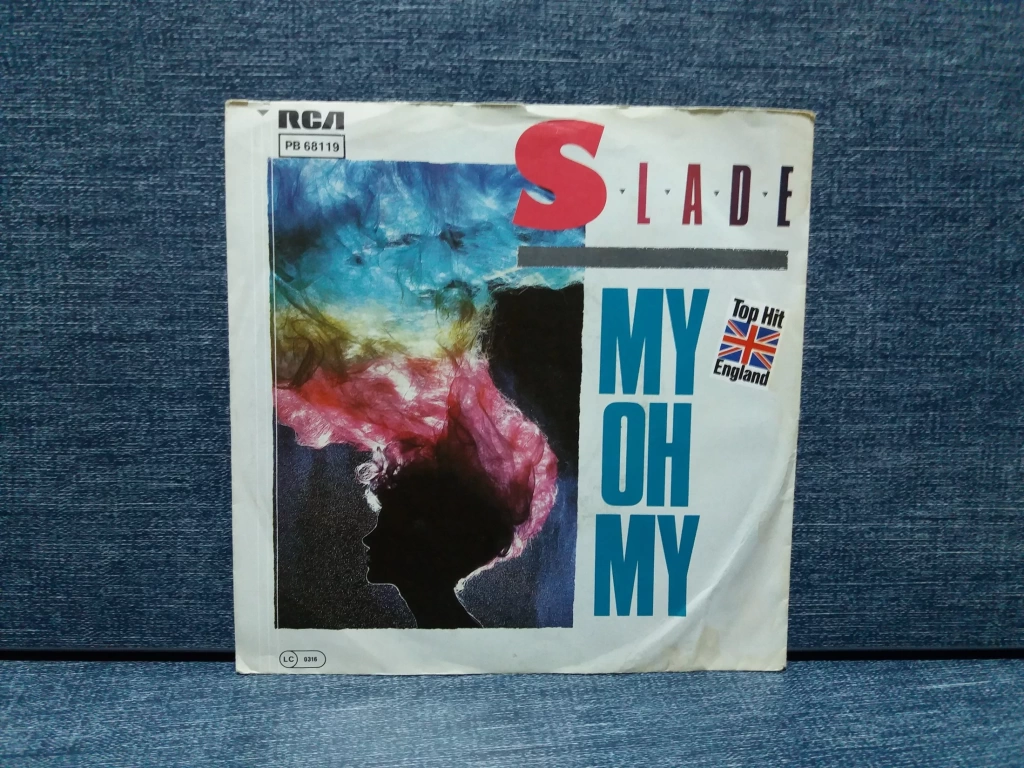 RCA
PB 68119
SLADE
MY
OH
MY
Top Hit
England
LC 0316